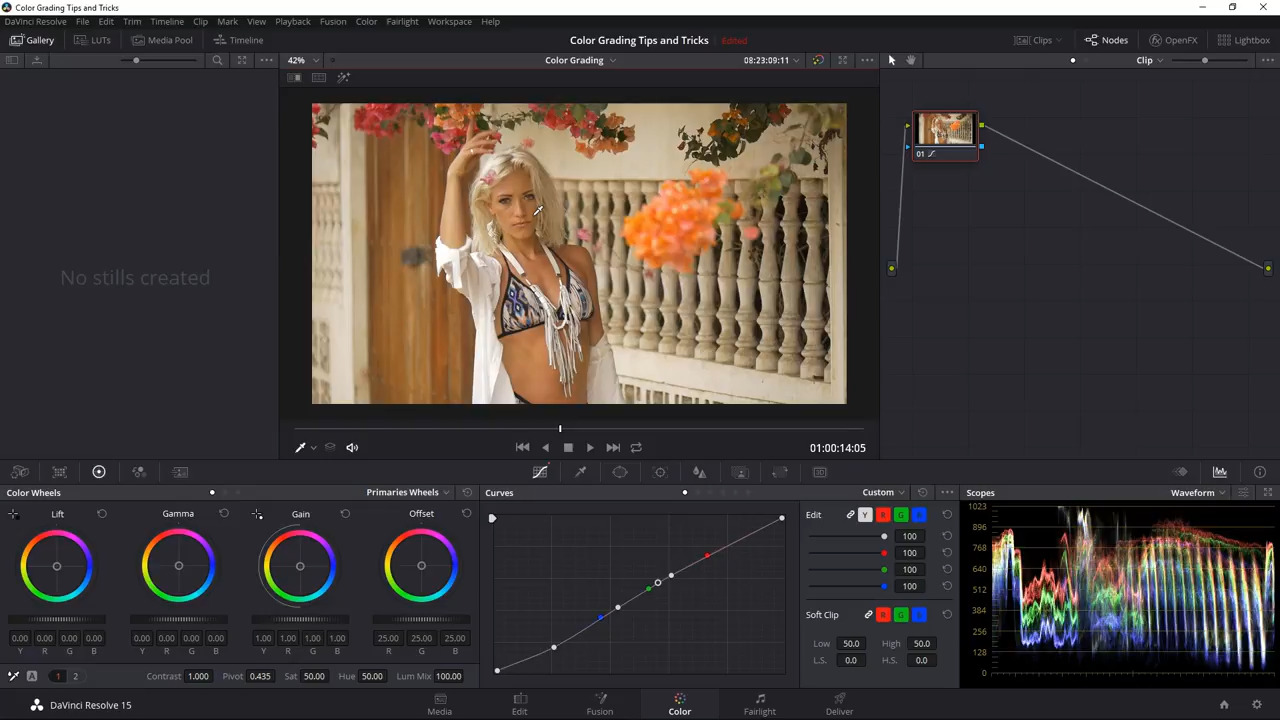 Color Grading Tips and Tricks
DaVinci Resolve File Edit Trim Timeline Clip Mark View Playback Fusion Color Fairlight Workspace Help
Gallery LUTs Media Pool Timeline Color Grading Tips and Tricks Edited Clips Nodes OpenFX Lightbox
42% Color Grading 08:23:09:11 Clip
01
No stills created
01:00:14:05
Color Wheels Primaries Wheels Curves Custom Scopes Waveform
Lift Gamma Gain Offset Edit Y R G B
1023
896
100
768
100
640
100
512
100
384
Soft Clip R G B
256
0.00 0.00 0.00 0.00 0.00 0.00 0.00 0.00 1.00 1.00 1.00 1.00 25.00 25.00 25.00
Low 50.0 High 50.0
128
Y R G B Y R G B Y R G B R G B
L.S. 0.0 H.S. 0.0
0
A 1 2 Contrast 1.000 Pivot 0.435 Sat 50.00 Hue 50.00 Lum Mix 100.00
DaVinci Resolve 15 Media Edit Fusion Color Fairlight Deliver